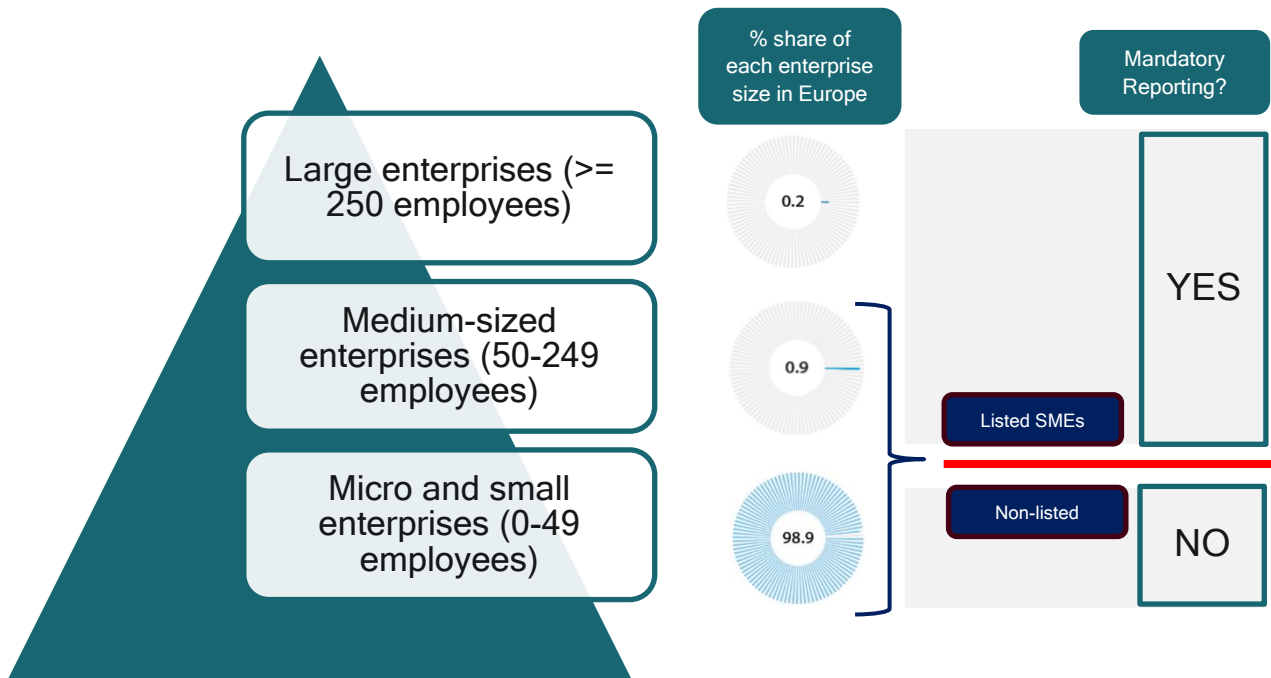 % share of
each enterprise
size in Europe
Mandatory
Reporting?
Large enterprises (>=
250 employees)
0.2
YES
Medium-sized
enterprises (50-249
employees)
0.9
Listed SMEs
Micro and small
enterprises (0-49
employees)
98.9
Non-listed
NO